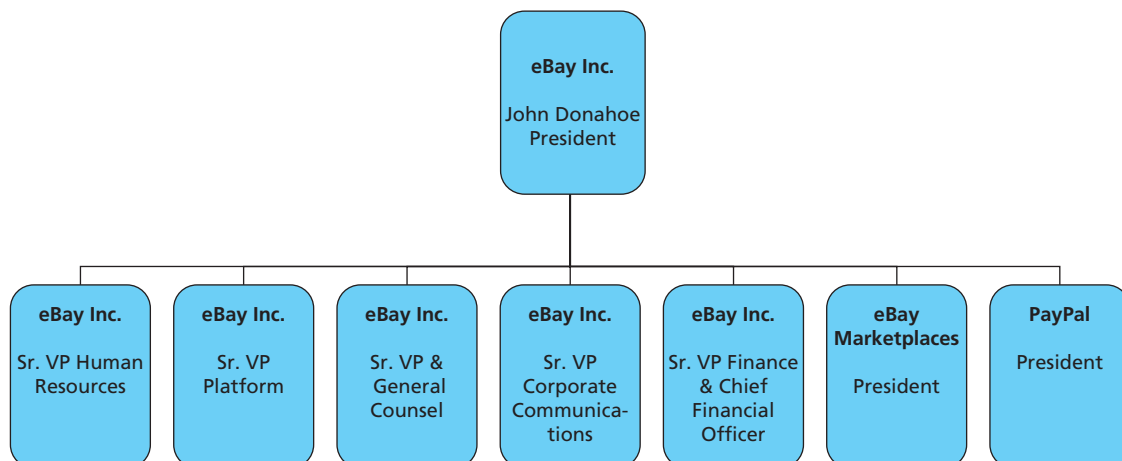 eBay Inc.
John Donahoe
President
eBay Inc.
Sr. VP Human
Resources
eBay Inc.
Sr. VP
Platform
eBay Inc.
Sr. VP &
General
Counsel
eBay Inc.
Sr. VP
Corporate
Communica-
tions
eBay Inc.
Sr. VP Finance
& Chief
Financial
Officer
eBay
Marketplaces
President
PayPal
President